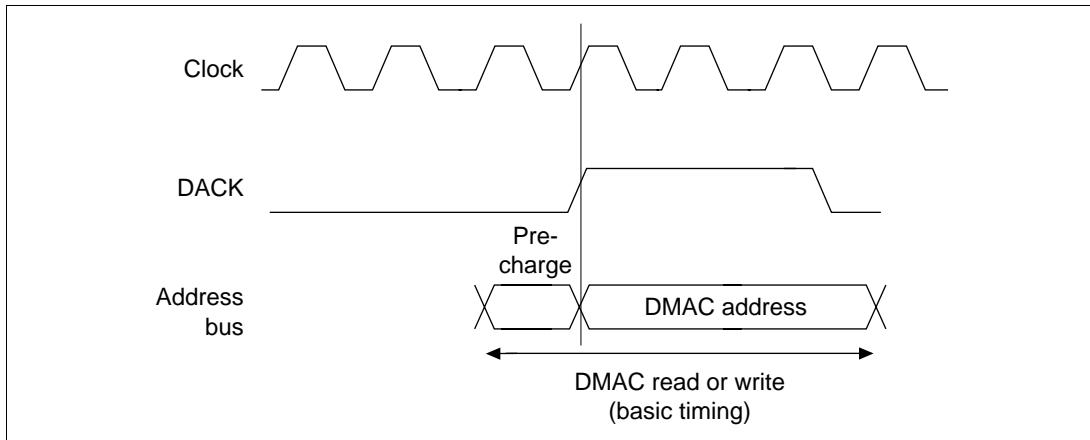 Clock
DACK
Pre-
charge
Address
bus
DMAC address
DMAC read or write
(basic timing)